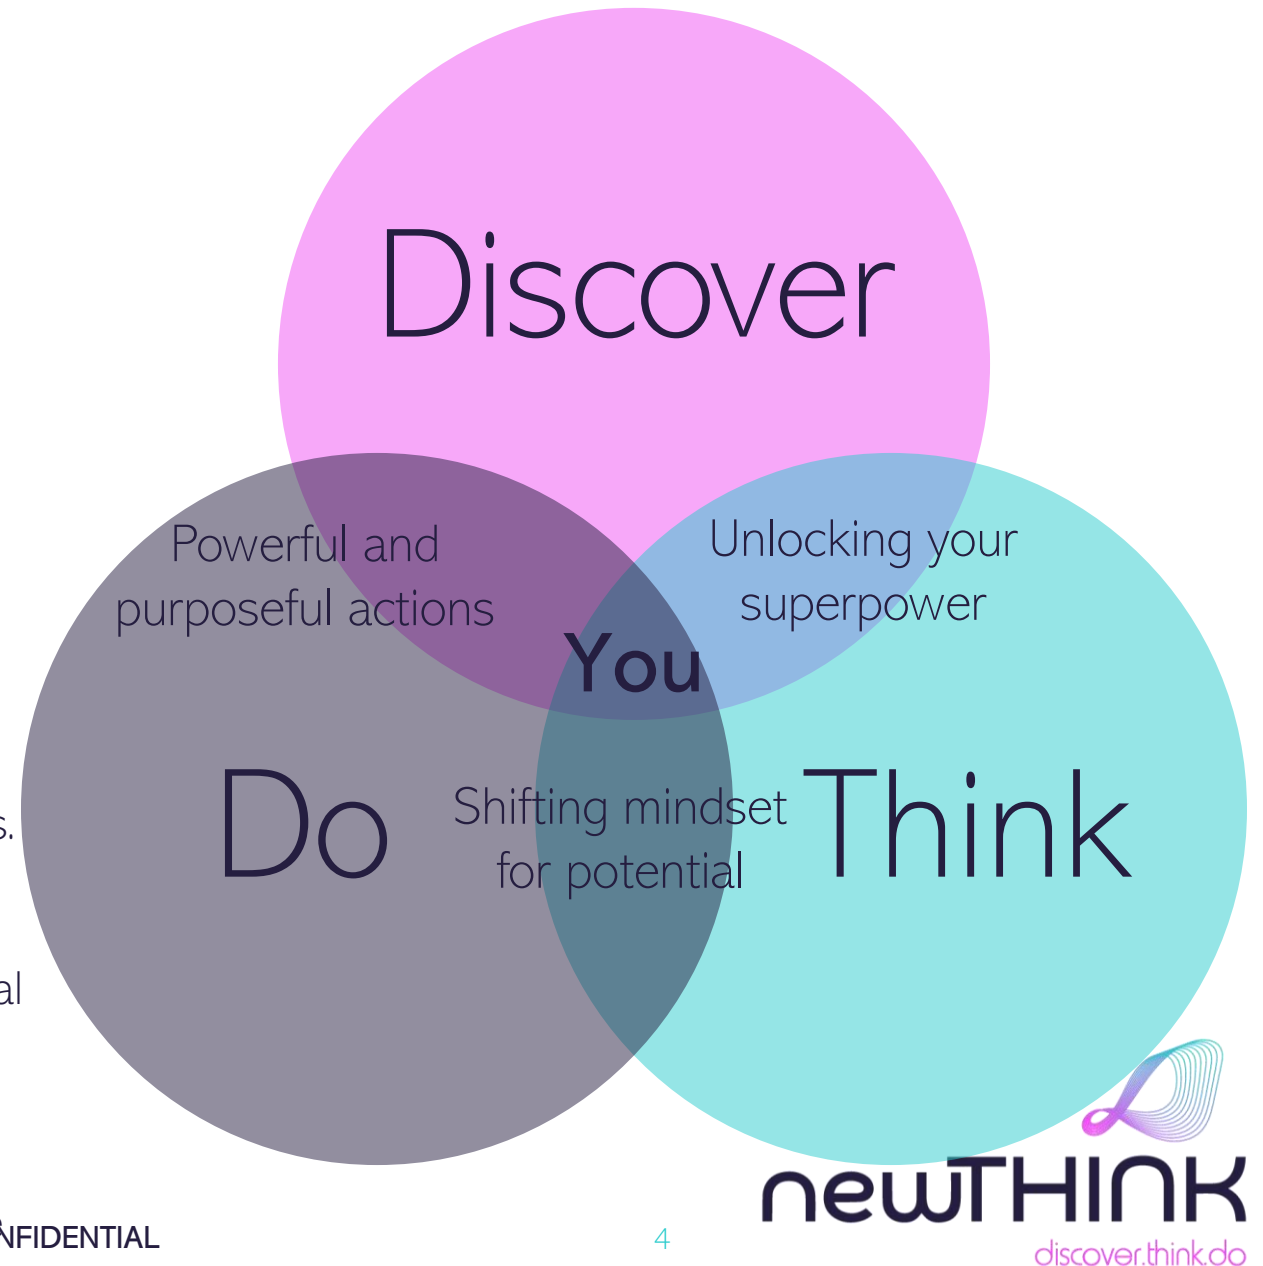 Discover
Powerful and
purposeful actions
Unlocking your
superpower
You
Do
Shifting mindset
for potential
Think
s.
al
NFIDENTIAL
4
newTHINK
discover.think.do